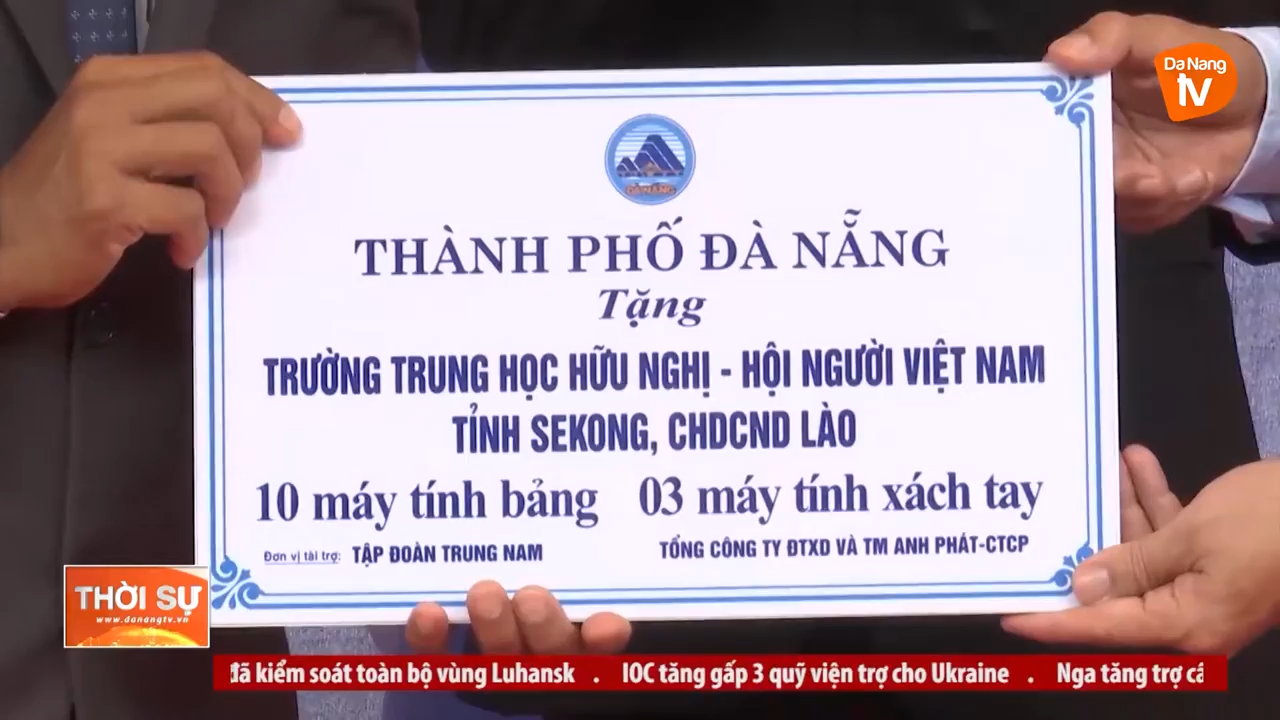 Da Nang
tv
ĐA NANG
THÀNH PHỐ ĐÀ NẴNG
Tặng
TRƯỜNG TRUNG HỌC HỮU NGHỊ - HỘI NGƯỜI VIỆT NAM
TỈNH SEKONG, CHDCND LÀO
10 máy tính bảng 03 máy tính xách tay
Đơn vị tài trợ: TẬP ĐOÀN TRUNG NAM TỔNG CÔNG TY ĐTXD VÀ TM ANH PHÁT-CTCP
THỜI SỰ
www.danangtv.vn
đã kiểm soát toàn bộ vùng Luhansk . IOC tăng gấp 3 quỹ viện trợ cho Ukraine . Nga tăng trợ cấ